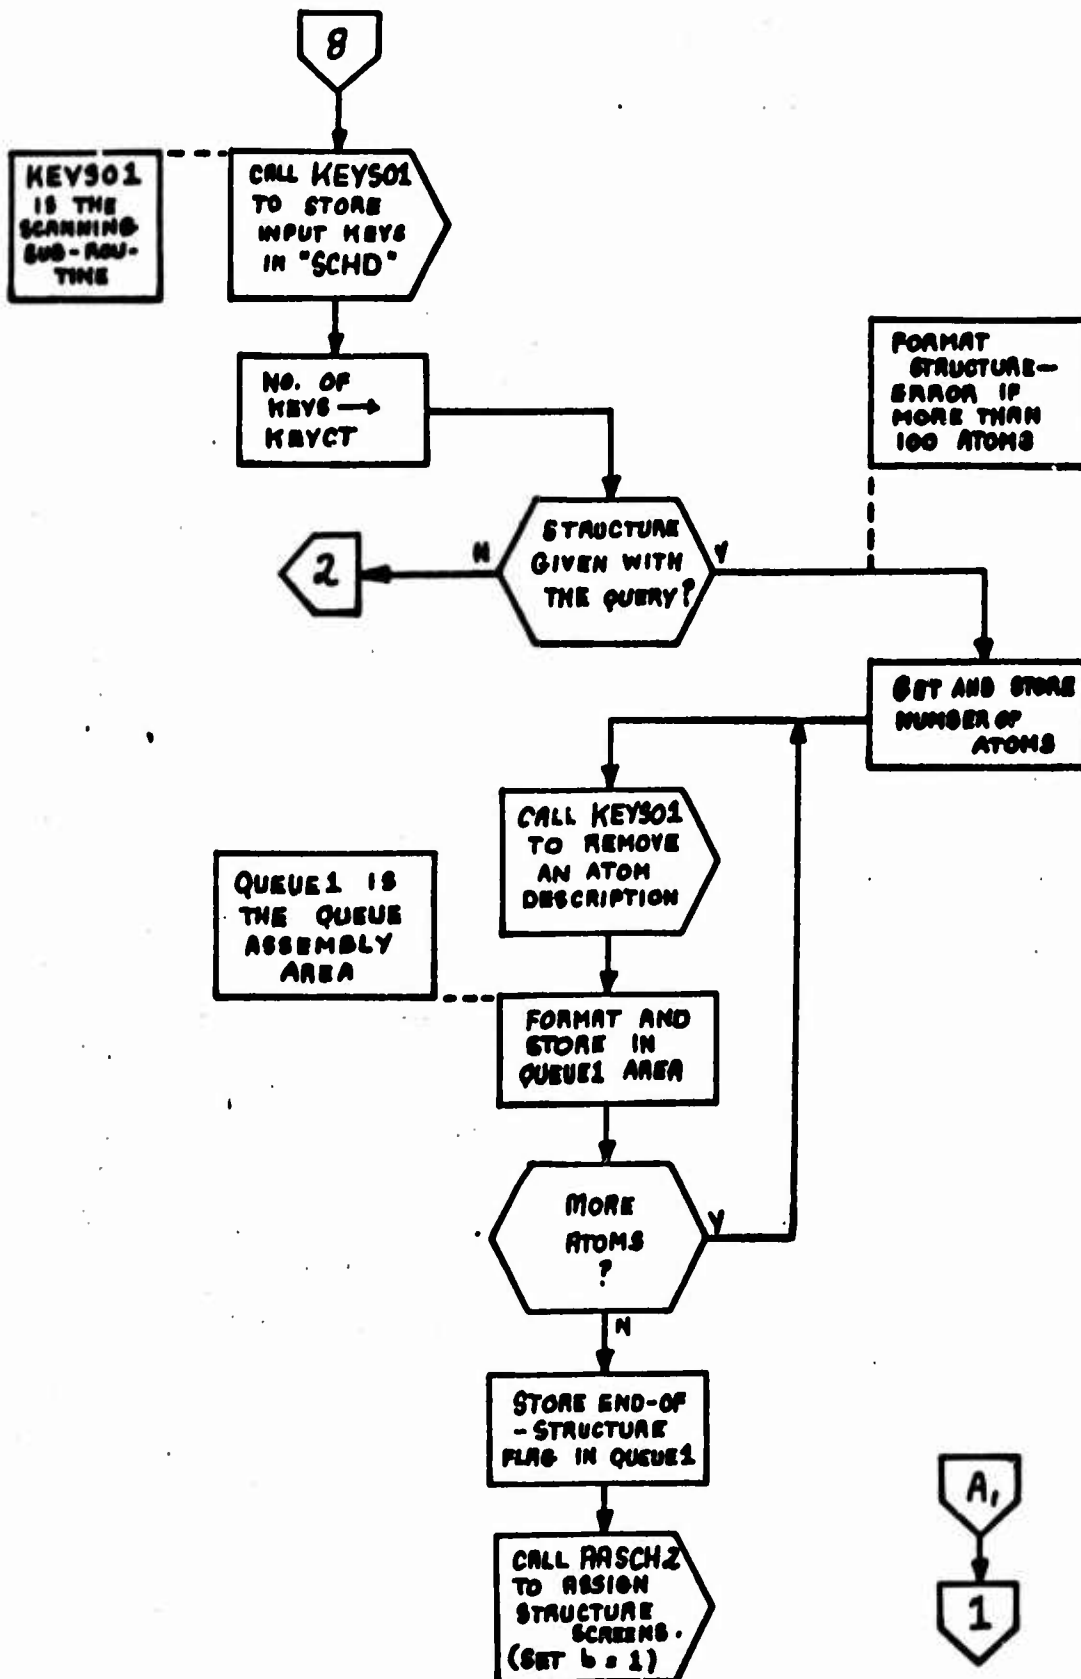 8
KEYS01
IS THE
SCANNING
SUB-ROU-
TINE
CALL KEYS01
TO STORE
INPUT KEYS
IN "SCHD"
NO. OF
KEYS →
KEYCT
FORMAT
STRUCTURE-
ERROR IF
MORE THAN
100 ATOMS
STRUCTURE
GIVEN WITH
THE QUERY?
N
Y
2
GET AND STORE
NUMBER OF
ATOMS
CALL KEYS01
TO REMOVE
AN ATOM
DESCRIPTION
QUEUE1 IS
THE QUEUE
ASSEMBLY
AREA
FORMAT AND
STORE IN
QUEUE1 AREA
MORE
ATOMS
?
Y
N
STORE END-OF
-STRUCTURE
FLAG IN QUEUE1
CALL AASCH2
TO ASSIGN
STRUCTURE
SCREENS.
(SET b = 1)
A,
1